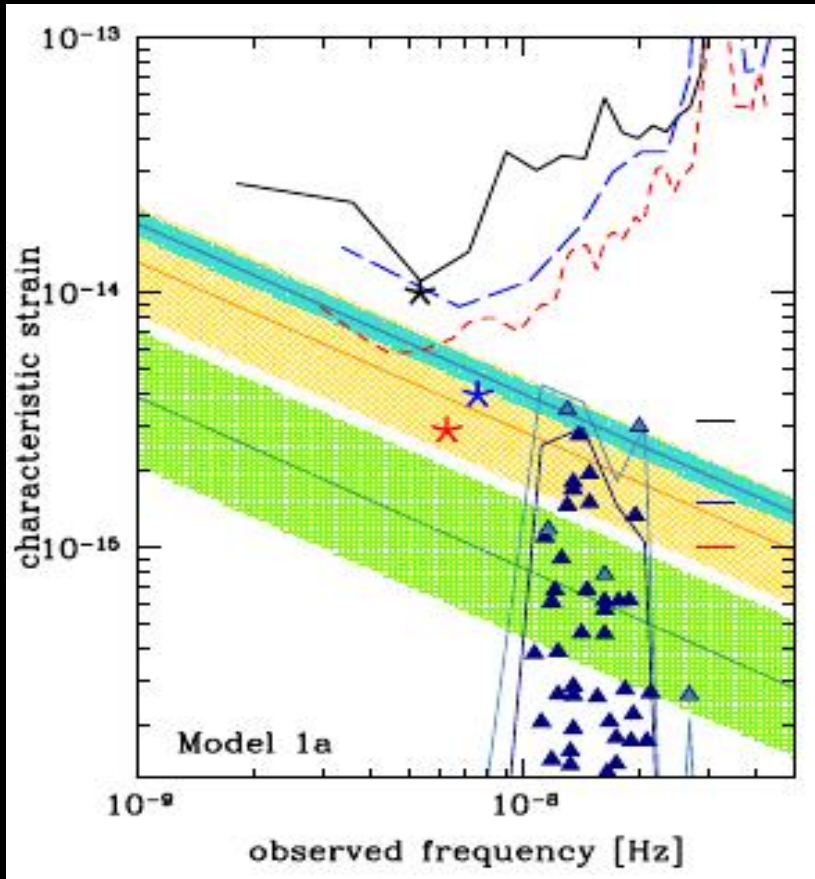 10⁻¹³
10⁻¹⁴
10⁻¹⁵
characteristic strain
Model 1a
10⁻⁹
10⁻⁸
observed frequency [Hz]